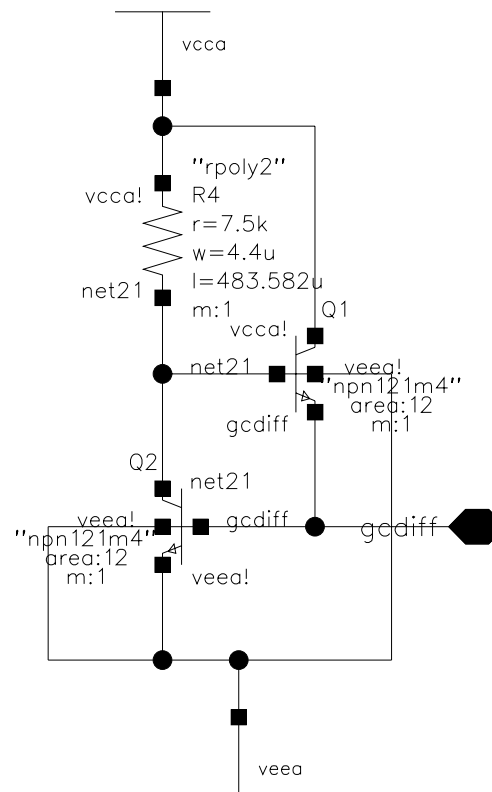 vcca
"rpoly2"
vcca!
R4
r=7.5k
w=4.4u
l=483.582u
net21
m:1
Q1
vcca!
net21
veea!
"npn121m4"
area:12
m:1
gcdiff
Q2
net21
veea!
gcdiff
gcdiff
"npn121m4"
area:12
m:1
veea!
veea